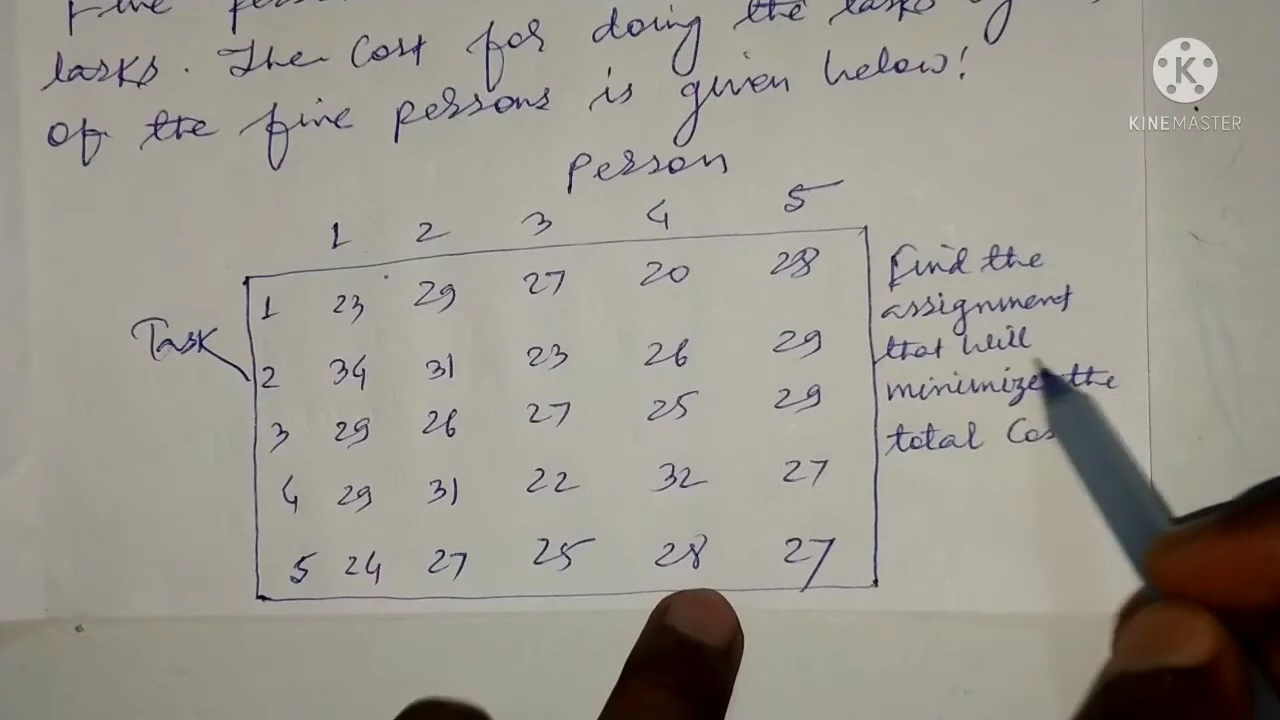 Five
tasks. The Cost for doing the tasks
of the five persons is given below!
Person
1 2 3 4 5
Task
1 23 29 27 20 28
2 34 31 23 26 29
3 29 26 27 25 29
4 29 31 22 32 27
5 24 27 25 28 27
Find the
assignment
that will
minimize the
total Cos
K
KINEMASTER